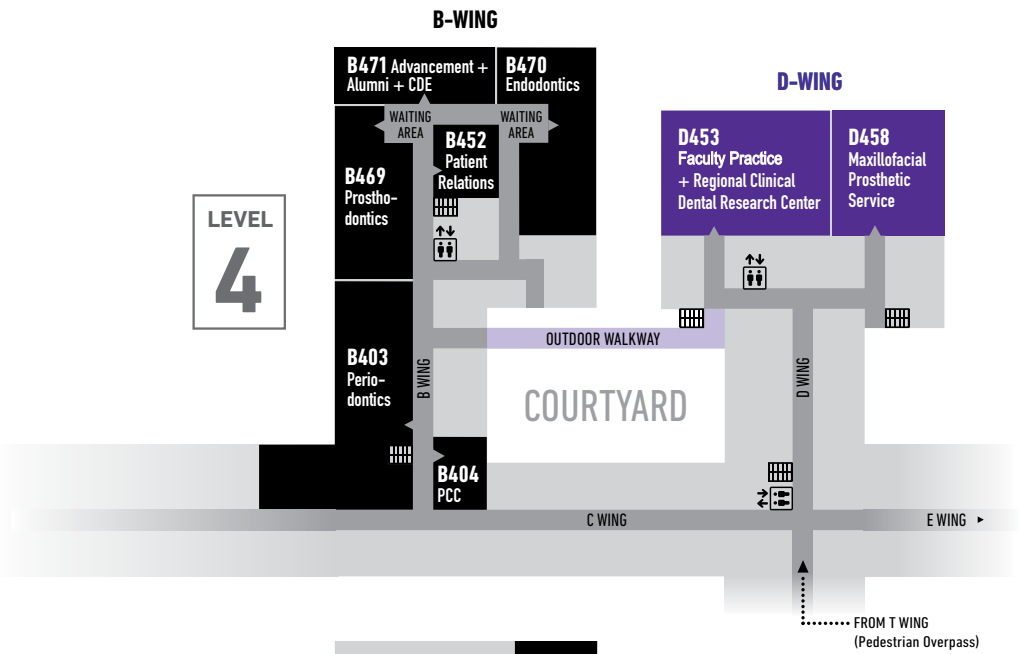 B-WING
B471 Advancement +
Alumni + CDE
B470
Endodontics
D-WING
WAITING
AREA
WAITING
AREA
B452
Patient
Relations
D453
Faculty Practice
+ Regional Clinical
Dental Research Center
D458
Maxillofacial
Prosthetic
Service
B469
Prostho-
dontics
LEVEL
4
OUTDOOR WALKWAY
B403
Perio-
dontics
B WING
COURTYARD
D WING
B404
PCC
C WING
E WING
FROM T WING
(Pedestrian Overpass)